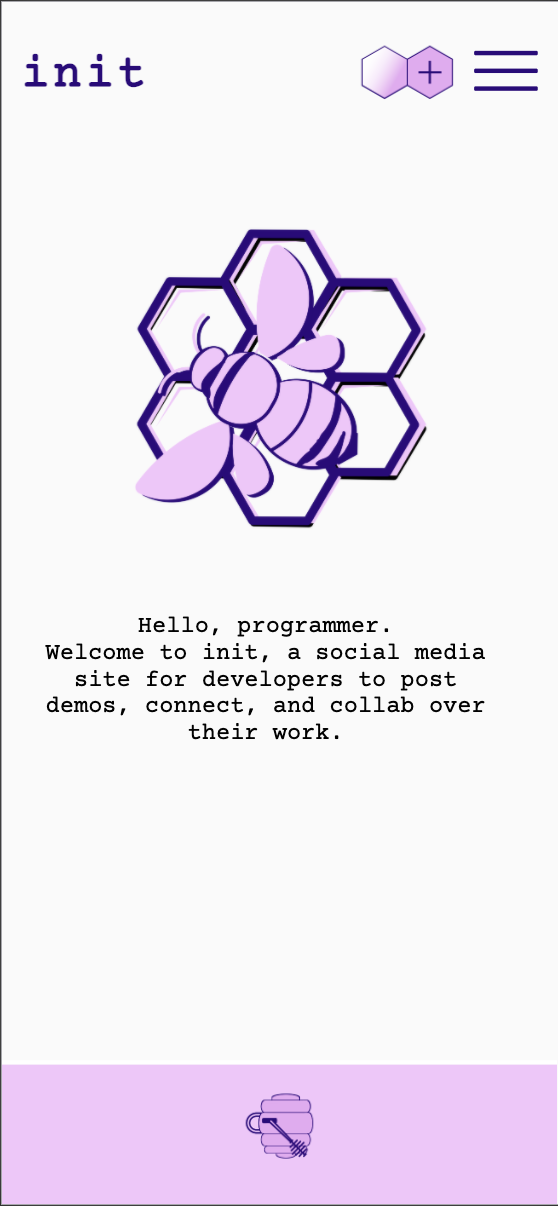 init
Hello, programmer.
Welcome to init, a social media
site for developers to post
demos, connect, and collab over
their work.